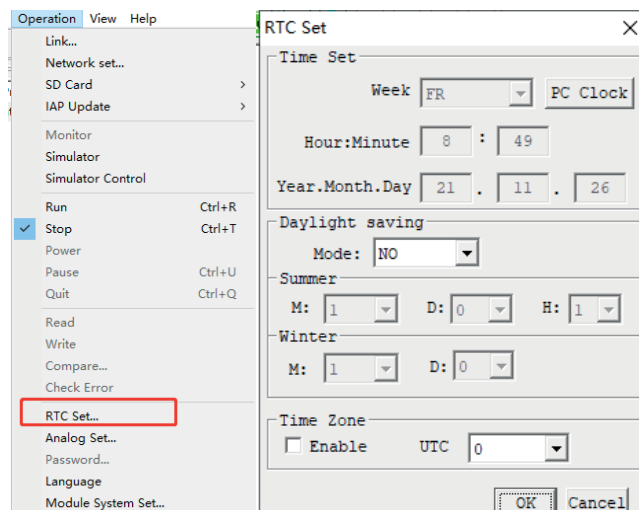 Operation View Help
Link...
Network set...
SD Card >
IAP Update >
Monitor
Simulator
Simulator Control
Run Ctrl+R
Stop Ctrl+T
Power
Pause Ctrl+U
Quit Ctrl+Q
Read
Write
Compare...
Check Error
RTC Set...
Analog Set...
Password...
Language
Module System Set...
RTC Set
Time Set
Week FR PC Clock
Hour:Minute 8 : 49
Year.Month.Day 21 . 11 . 26
Daylight saving
Mode: NO
Summer
M: 1 D: 0 H: 1
Winter
M: 1 D: 0
Time Zone
Enable UTC 0
OK Cancel